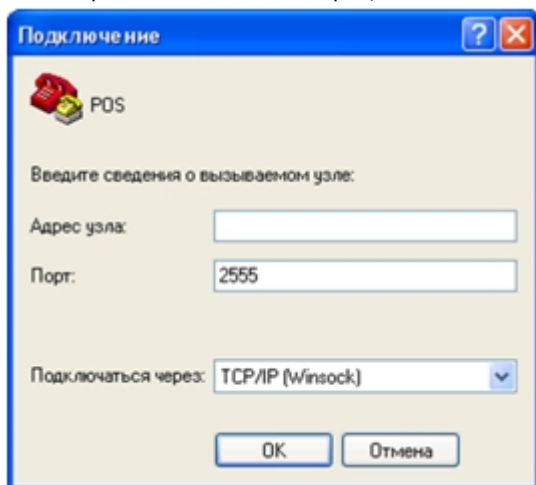 Подключение
POS
Введите сведения о вызываемом узле:
Адрес узла:
Порт: 2555
Подключаться через: TCP/IP (Winsock)
OK Отмена